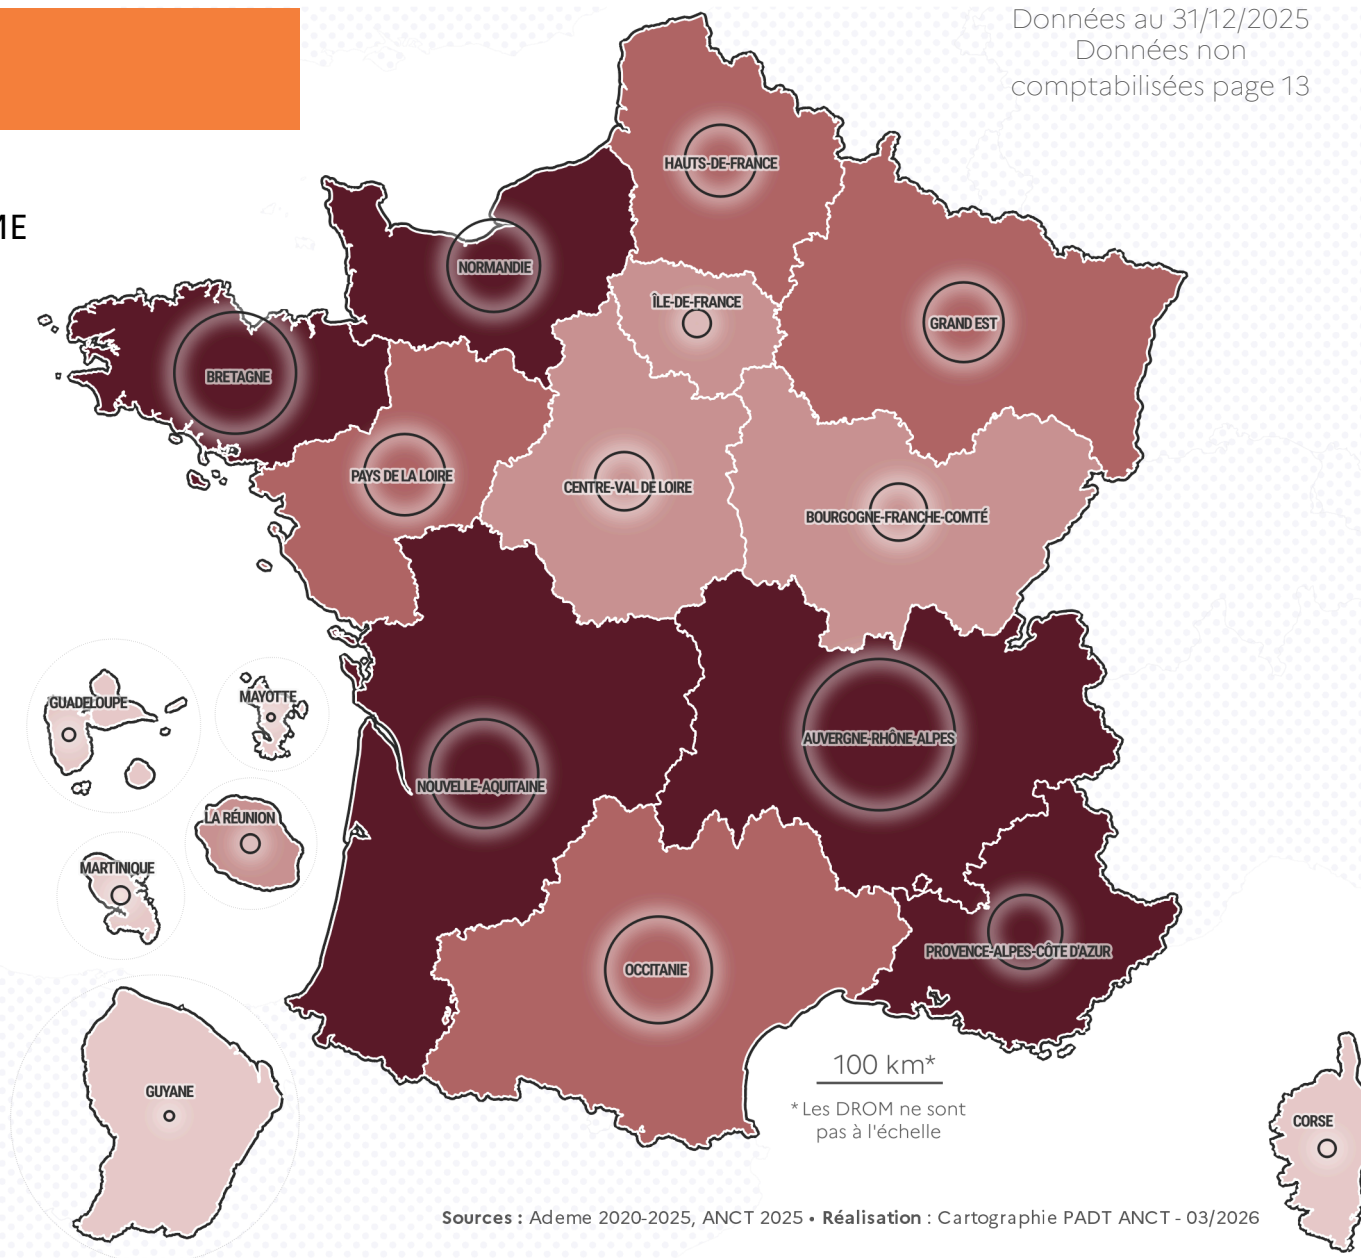 Données au 31/12/2025
Données non
comptabilisées page 13
ME
HAUTS-DE-FRANCE
NORMANDIE
ÎLE-DE-FRANCE
GRAND EST
BRETAGNE
PAYS DE LA LOIRE
CENTRE-VAL DE LOIRE
BOURGOGNE-FRANCHE-COMTÉ
GUADELOUPE
MAYOTTE
AUVERGNE-RHÔNE-ALPES
NOUVELLE-AQUITAINE
LA RÉUNION
MARTINIQUE
PROVENCE-ALPES-CÔTE D'AZUR
OCCITANIE
100 km*
*Les DROM ne sont
pas à l'échelle
GUYANE
CORSE
Sources : Ademe 2020-2025, ANCT 2025 • Réalisation : Cartographie PADT ANCT - 03/2026